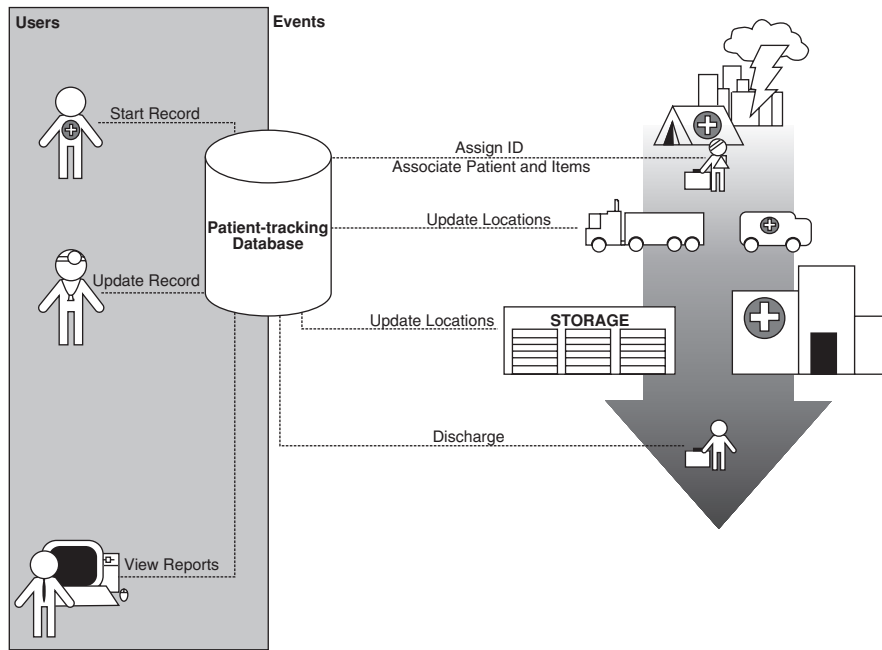 Users
Events
Start Record
Assign ID
Associate Patient and Items
Patient-tracking
Database
Update Locations
Update Record
Update Locations
STORAGE
Discharge
View Reports